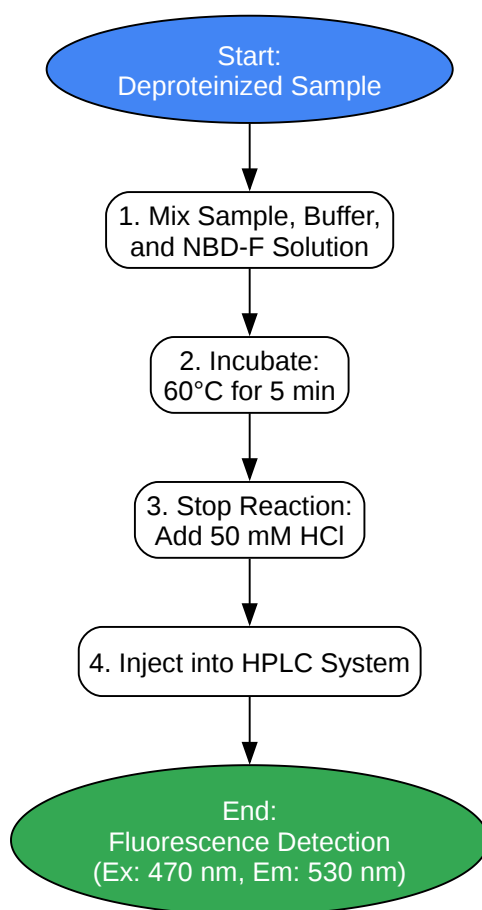 Start:
Deproteinized Sample
1. Mix Sample, Buffer,
and NBD-F Solution
2. Incubate:
60°C for 5 min
3. Stop Reaction:
Add 50 mM HCl
4. Inject into HPLC System
End:
Fluorescence Detection
(Ex: 470 nm, Em: 530 nm)